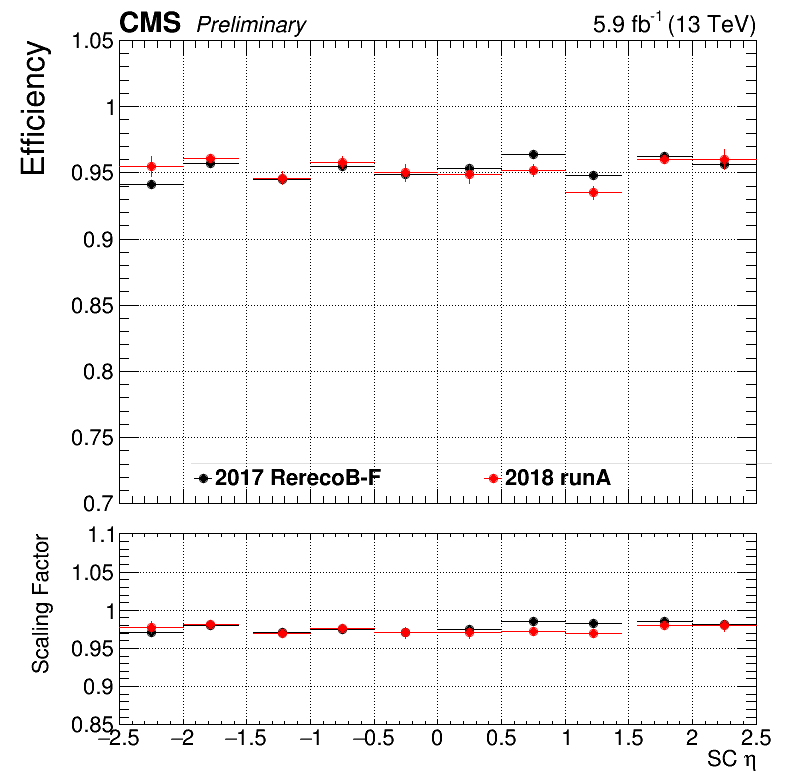 CMS Preliminary 5.9 fb-1 (13 TeV)
Efficiency
1.05
1
0.95
0.9
0.85
0.8
0.75
0.7
2017 RerecoB-F 2018 runA
Scaling Factor
1.1
1.05
1
0.95
0.9
0.85
−2.5 −2 −1.5 −1 −0.5 0 0.5 1 1.5 2 2.5
SC η